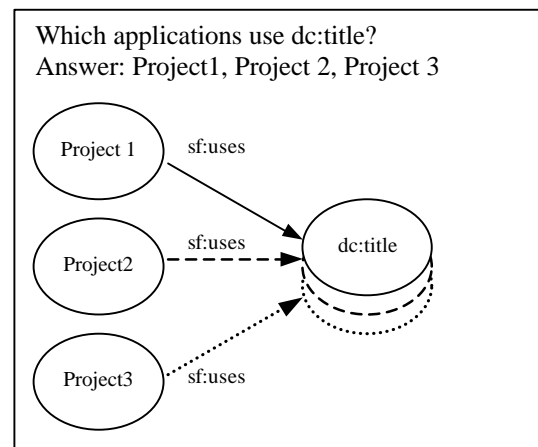 Which applications use dc:title?
Answer: Project1, Project 2, Project 3
Project 1
sf:uses
Project2
sf:uses
dc:title
Project3
sf:uses